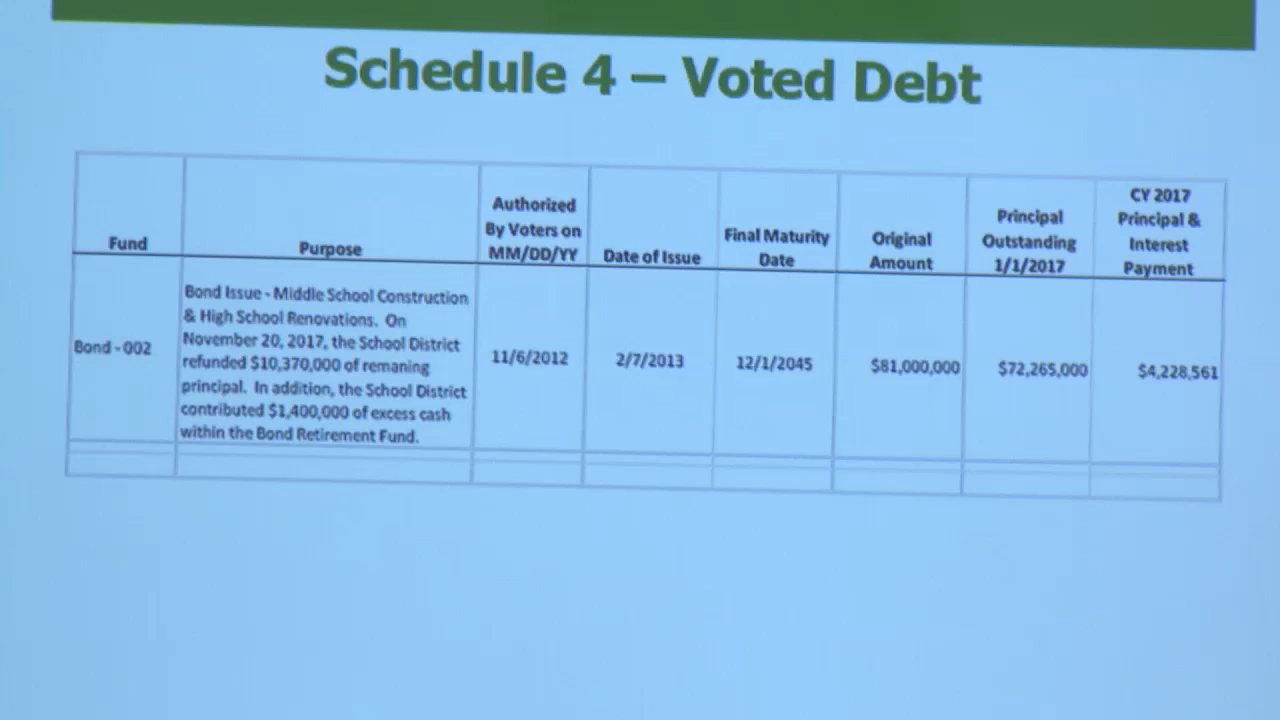 Schedule 4 – Voted Debt
Fund
Purpose
Authorized
By Voters on
MM/DD/YY
Date of Issue
Final Maturity
Date
Original
Amount
Principal
Outstanding
1/1/2017
CY 2017
Principal &
Interest
Payment
Bond - 002
Bond Issue - Middle School Construction
& High School Renovations. On
November 20, 2017, the School District
refunded $10,370,000 of remaning
principal. In addition, the School District
contributed $1,400,000 of excess cash
within the Bond Retirement Fund.
11/6/2012
2/7/2013
12/1/2045
$81,000,000
$72,265,000
$4,228,561